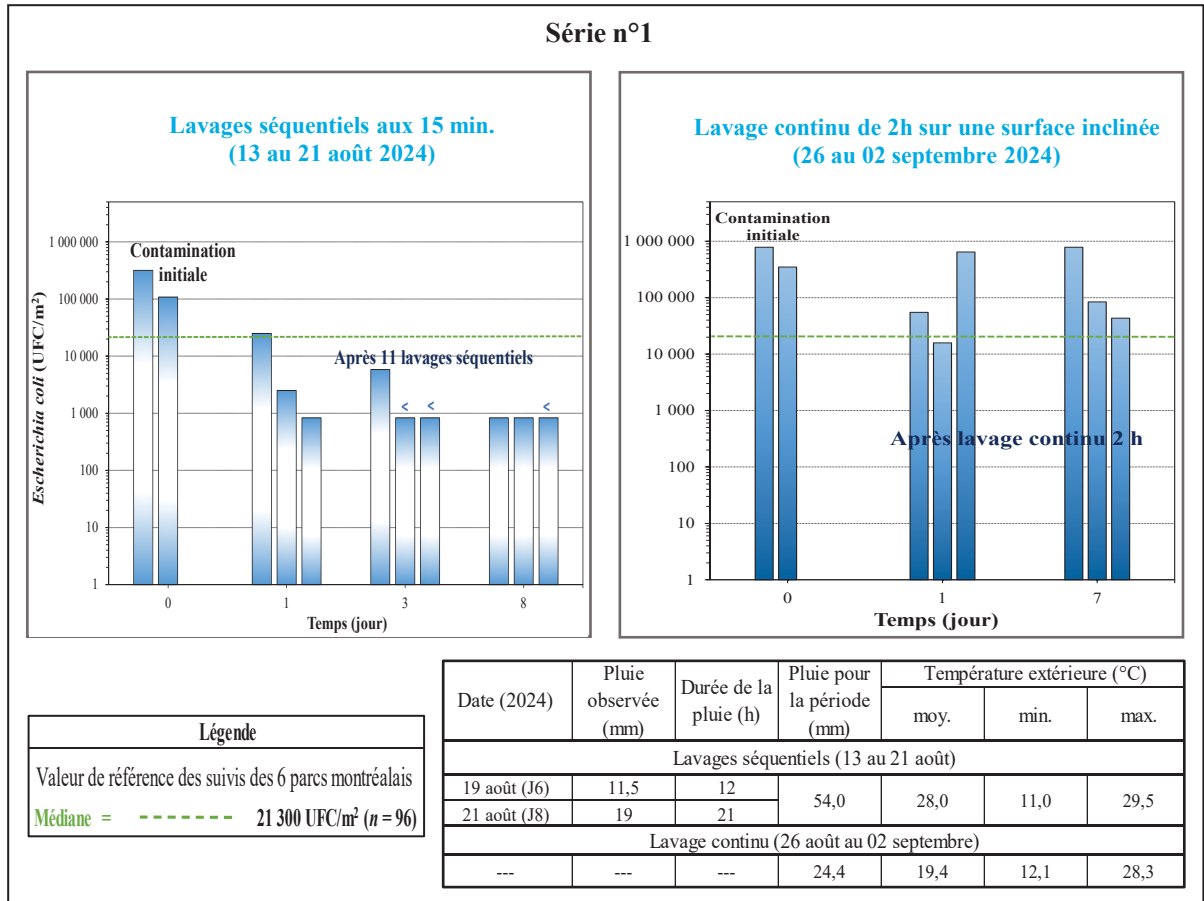 Série n°1
Lavages séquentiels aux 15 min.
(13 au 21 août 2024)
Escherichia coli (UFC/m²)
1 000 000
100 000
10 000
1 000
100
10
1
Contamination
initiale
Après 11 lavages séquentiels
< < <
0 1 3 8
Temps (jour)
Lavage continu de 2h sur une surface inclinée
(26 au 02 septembre 2024)
Contamination
initiale
1 000 000
100 000
10 000
1 000
100
10
1
Après lavage continu 2 h
0 1 7
Temps (jour)
Légende
Valeur de référence des suivis des 6 parcs montréalais
Médiane = 21 300 UFC/m² (n = 96)
Date (2024) Pluie observée (mm) Durée de la pluie (h) Pluie pour la période (mm) Température extérieure (°C)
moy. min. max.
Lavages séquentiels (13 au 21 août)
19 août (J6) 11,5 12 54,0 28,0 11,0 29,5
21 août (J8) 19 21
Lavage continu (26 août au 02 septembre)
--- --- --- 24,4 19,4 12,1 28,3